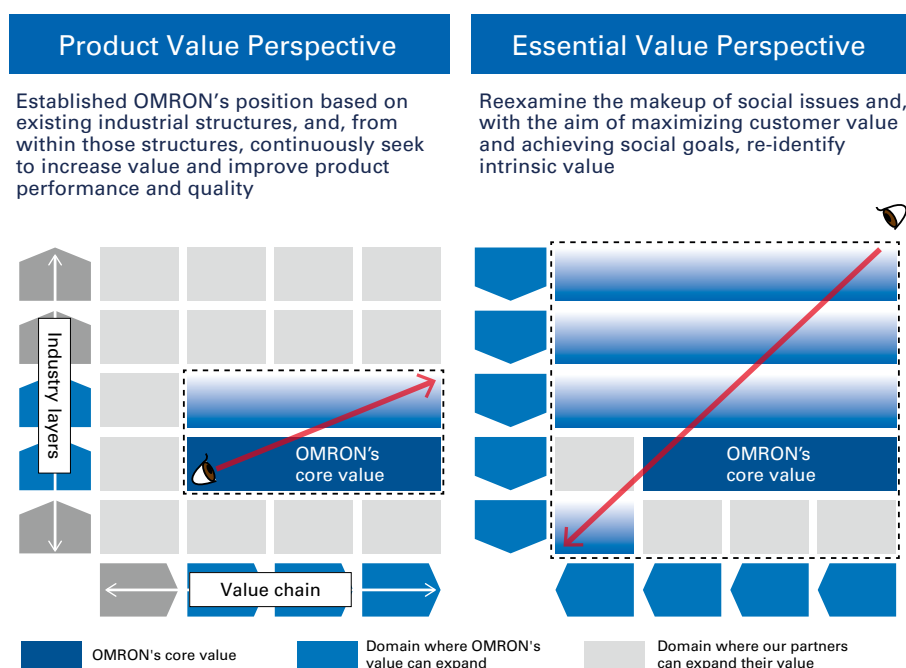 Product Value Perspective
Established OMRON's position based on
existing industrial structures, and, from
within those structures, continuously seek
to increase value and improve product
performance and quality
Industry layers
OMRON's
core value
Value chain
Essential Value Perspective
Reexamine the makeup of social issues and,
with the aim of maximizing customer value
and achieving social goals, re-identify
intrinsic value
OMRON's
core value
OMRON's core value
Domain where OMRON's
value can expand
Domain where our partners
can expand their value